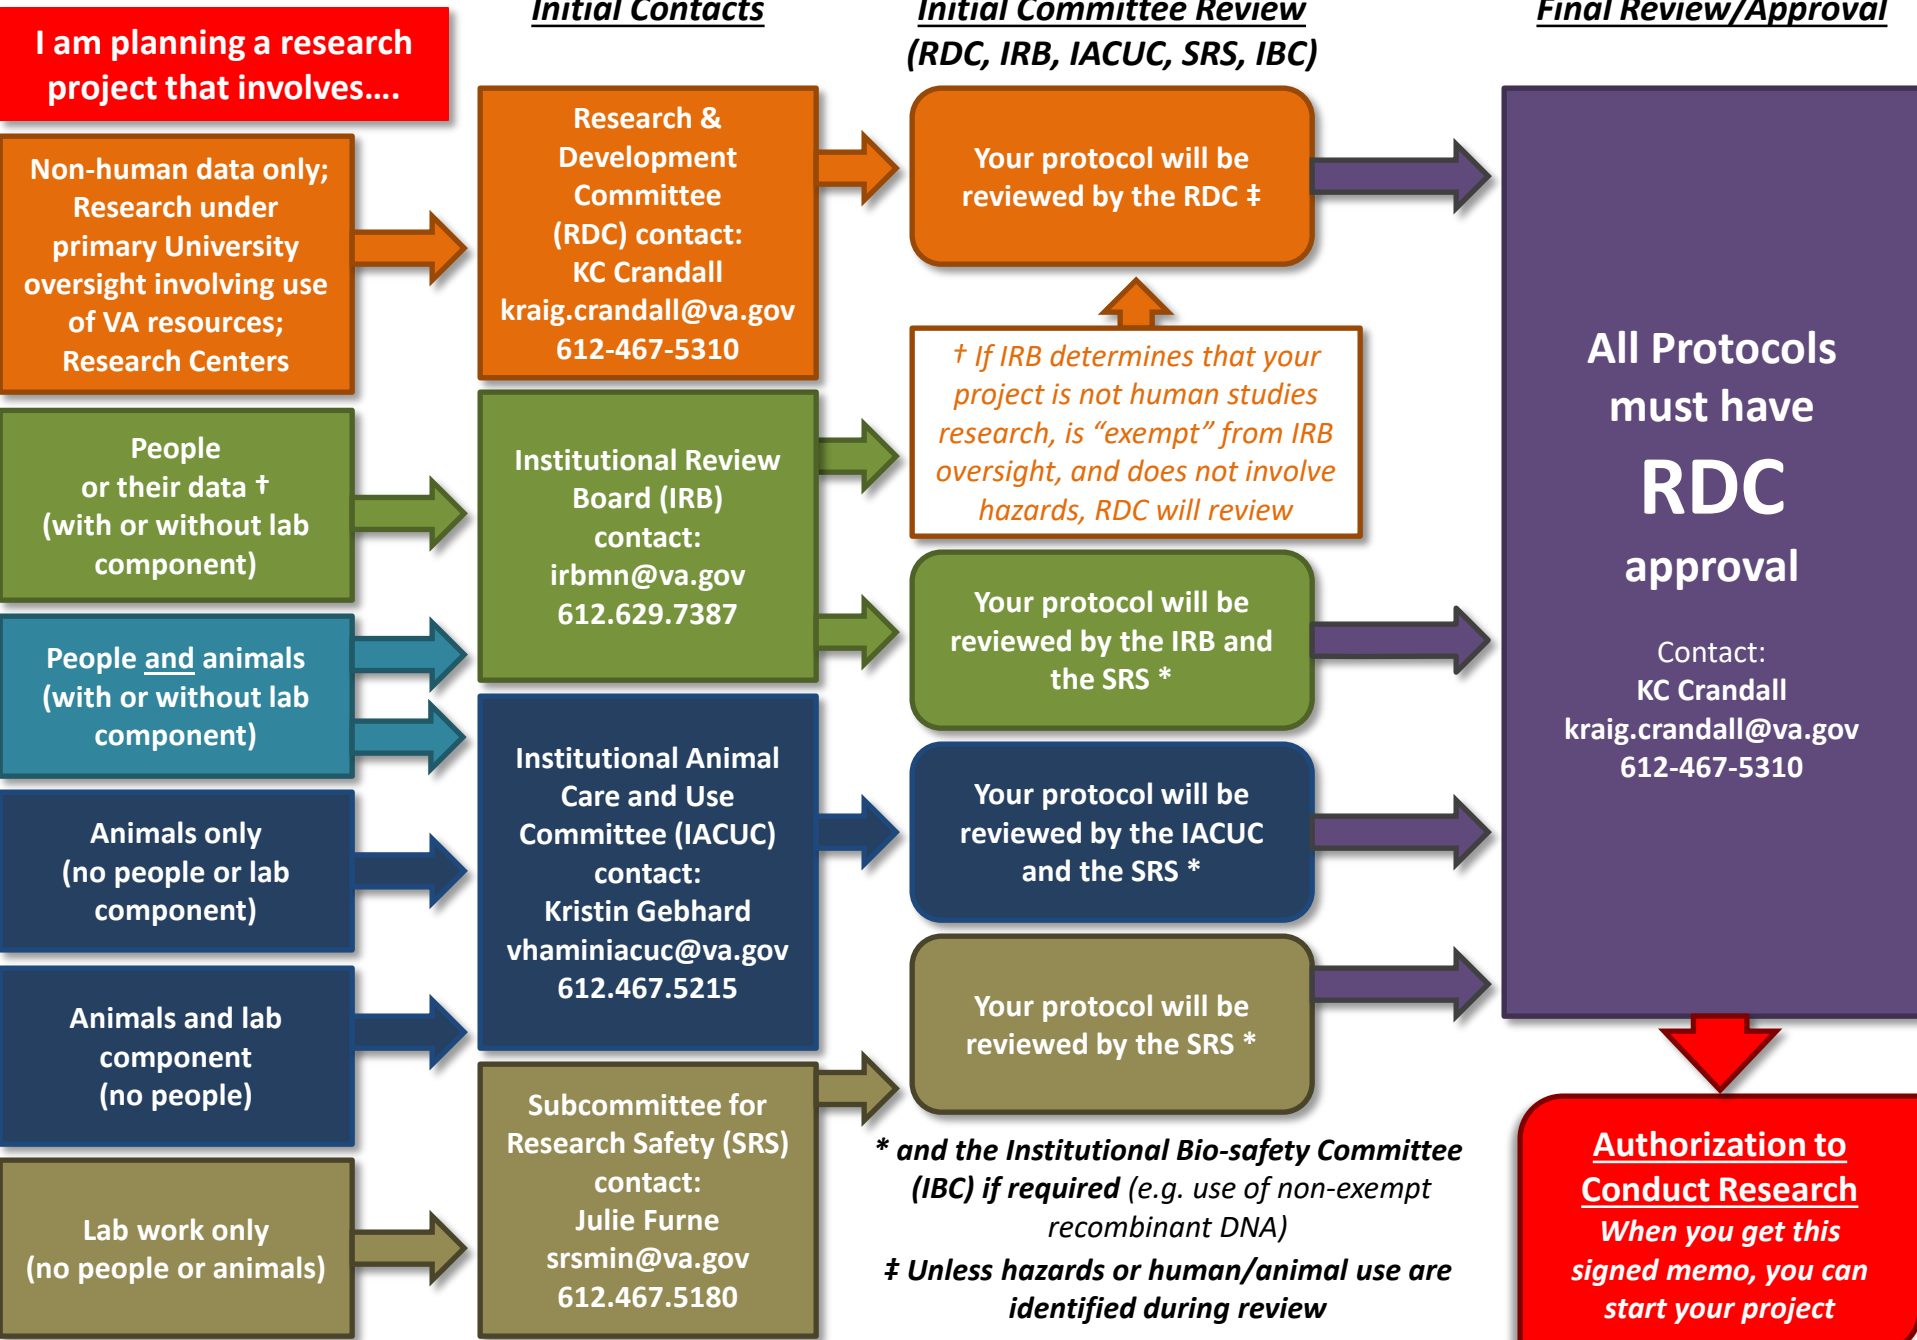 I am planning a research
project that involves....
Initial Contacts
Initial Committee Review
(RDC, IRB, IACUC, SRS, IBC)
Final Review/Approval
Non-human data only;
Research under
primary University
oversight involving use
of VA resources;
Research Centers
People
or their data †
(with or without lab
component)
People and animals
(with or without lab
component)
Animals only
(no people or lab
component)
Animals and lab
component
(no people)
Lab work only
(no people or animals)
Research &
Development
Committee
(RDC) contact:
KC Crandall
kraig.crandall@va.gov
612-467-5310
Institutional Review
Board (IRB)
contact:
irbmn@va.gov
612.629.7387
Institutional Animal
Care and Use
Committee (IACUC)
contact:
Kristin Gebhard
vhaminiacuc@va.gov
612.467.5215
Subcommittee for
Research Safety (SRS)
contact:
Julie Furne
srsmin@va.gov
612.467.5180
Your protocol will be
reviewed by the RDC ‡
† If IRB determines that your
project is not human studies
research, is “exempt” from IRB
oversight, and does not involve
hazards, RDC will review
Your protocol will be
reviewed by the IRB and
the SRS *
Your protocol will be
reviewed by the IACUC
and the SRS *
Your protocol will be
reviewed by the SRS *
* and the Institutional Bio-safety Committee
(IBC) if required (e.g. use of non-exempt
recombinant DNA)
‡ Unless hazards or human/animal use are
identified during review
All Protocols
must have
RDC
approval
Contact:
KC Crandall
kraig.crandall@va.gov
612-467-5310
Authorization to
Conduct Research
When you get this
signed memo, you can
start your project